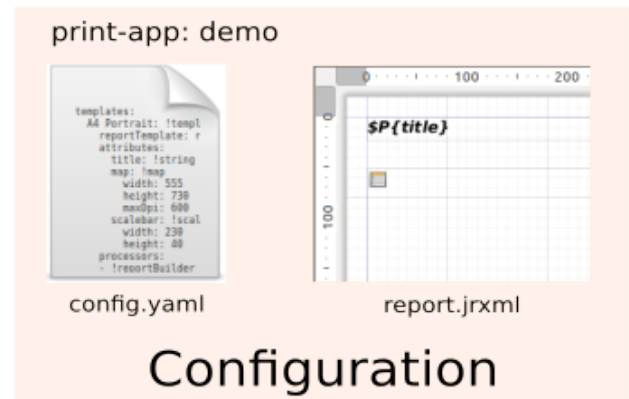 print-app: demo
templates:
A4 Portrait: !templ
reportTemplate: r
attributes:
title: !string
map: !map
width: 555
height: 730
maxDpi: 600
scalebar: !scal
width: 230
height: 40
processors:
- !reportBuilder
config.yaml
0 100 200
0
100
$P{title}
report.jrxml
Configuration